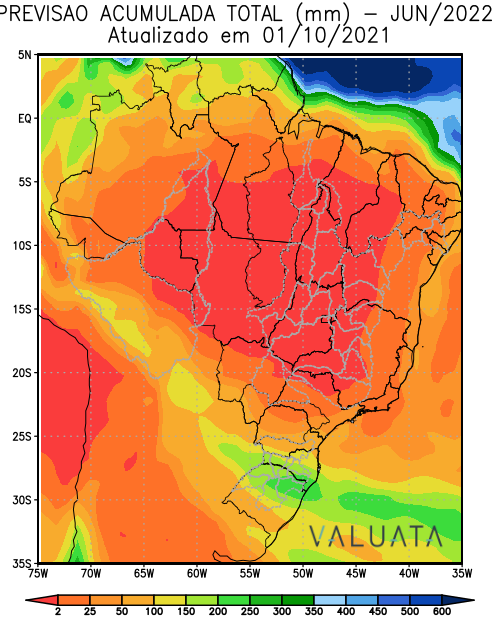 PREVISAO ACUMULADA TOTAL (mm) – JUN/2022
Atualizado em 01/10/2021
5N
EQ
5S
10S
15S
20S
25S
30S
35S
VALUATA
75W 70W 65W 60W 55W 50W 45W 40W 35W
2 25 50 100 150 200 250 300 350 400 450 500 600